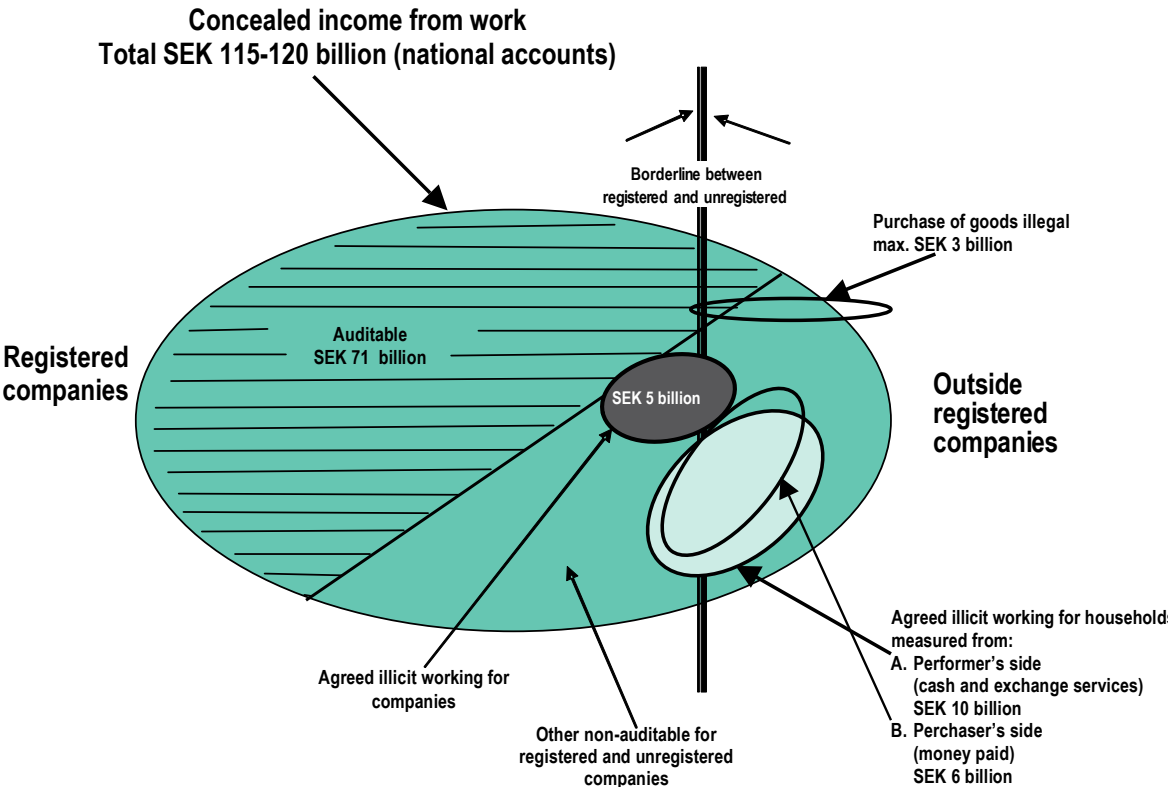 Concealed income from work
Total SEK 115-120 billion (national accounts)
Borderline between
registered and unregistered
Purchase of goods illegal
max. SEK 3 billion
Auditable
SEK 71 billion
Registered
companies
SEK 5 billion
Outside
registered
companies
Agreed illicit working for households
measured from:
A. Performer's side
(cash and exchange services)
SEK 10 billion
B. Perchaser's side
(money paid)
SEK 6 billion
Agreed illicit working for
companies
Other non-auditable for
registered and unregistered
companies